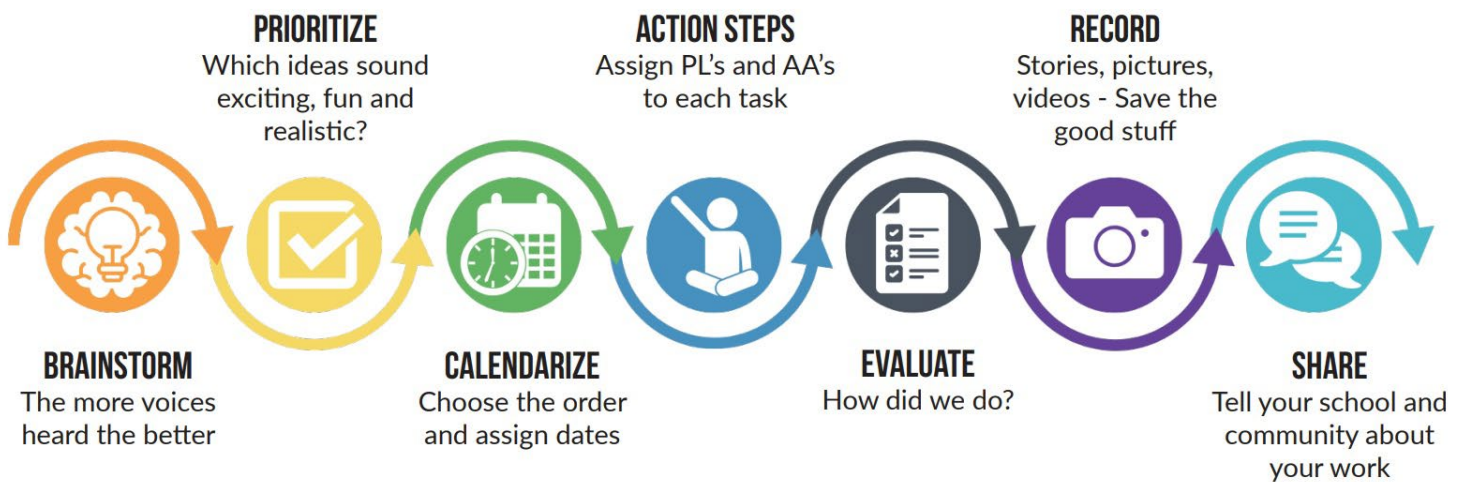 PRIORITIZE
Which ideas sound
exciting, fun and
realistic?
ACTION STEPS
Assign PL's and AA's
to each task
RECORD
Stories, pictures,
videos - Save the
good stuff
BRAINSTORM
The more voices
heard the better
CALENDARIZE
Choose the order
and assign dates
EVALUATE
How did we do?
SHARE
Tell your school and
community about
your work